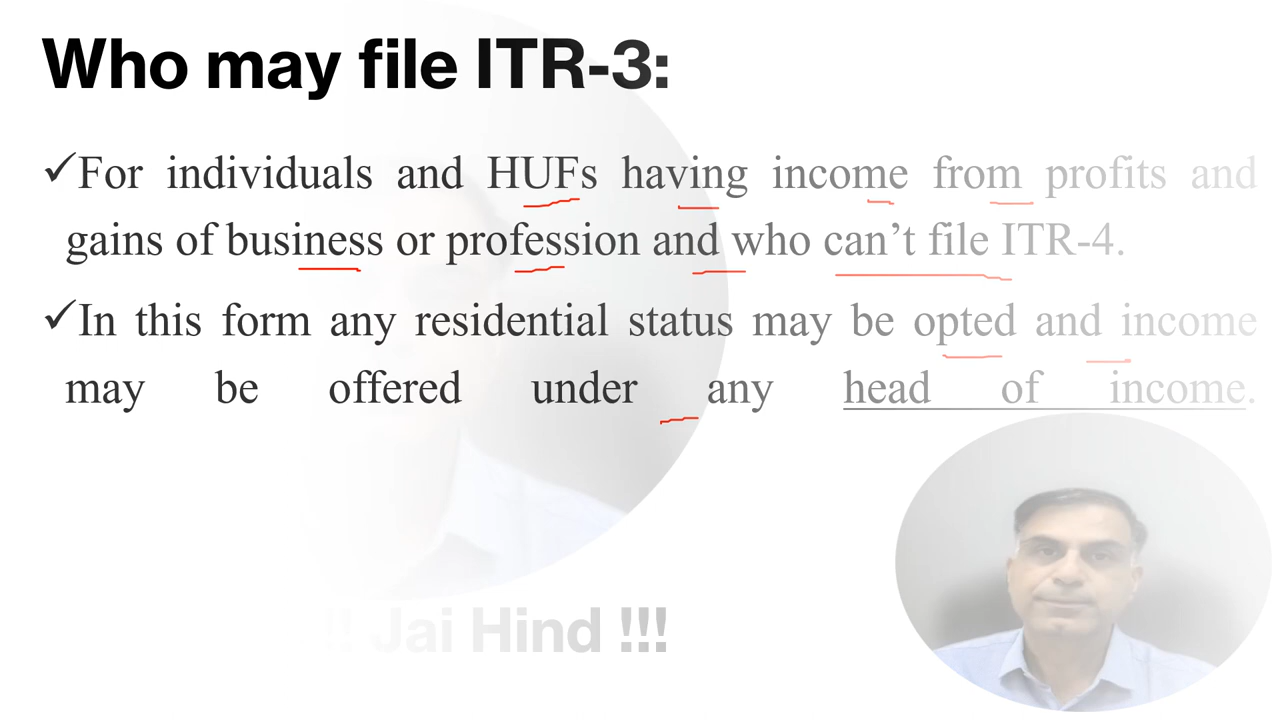 Who may file ITR-3:
✓For individuals and HUFs having income from profits and
gains of business or profession and who can’t file ITR-4.
✓In this form any residential status may be opted and income
may be offered under any head of income.
!! Jai Hind !!!